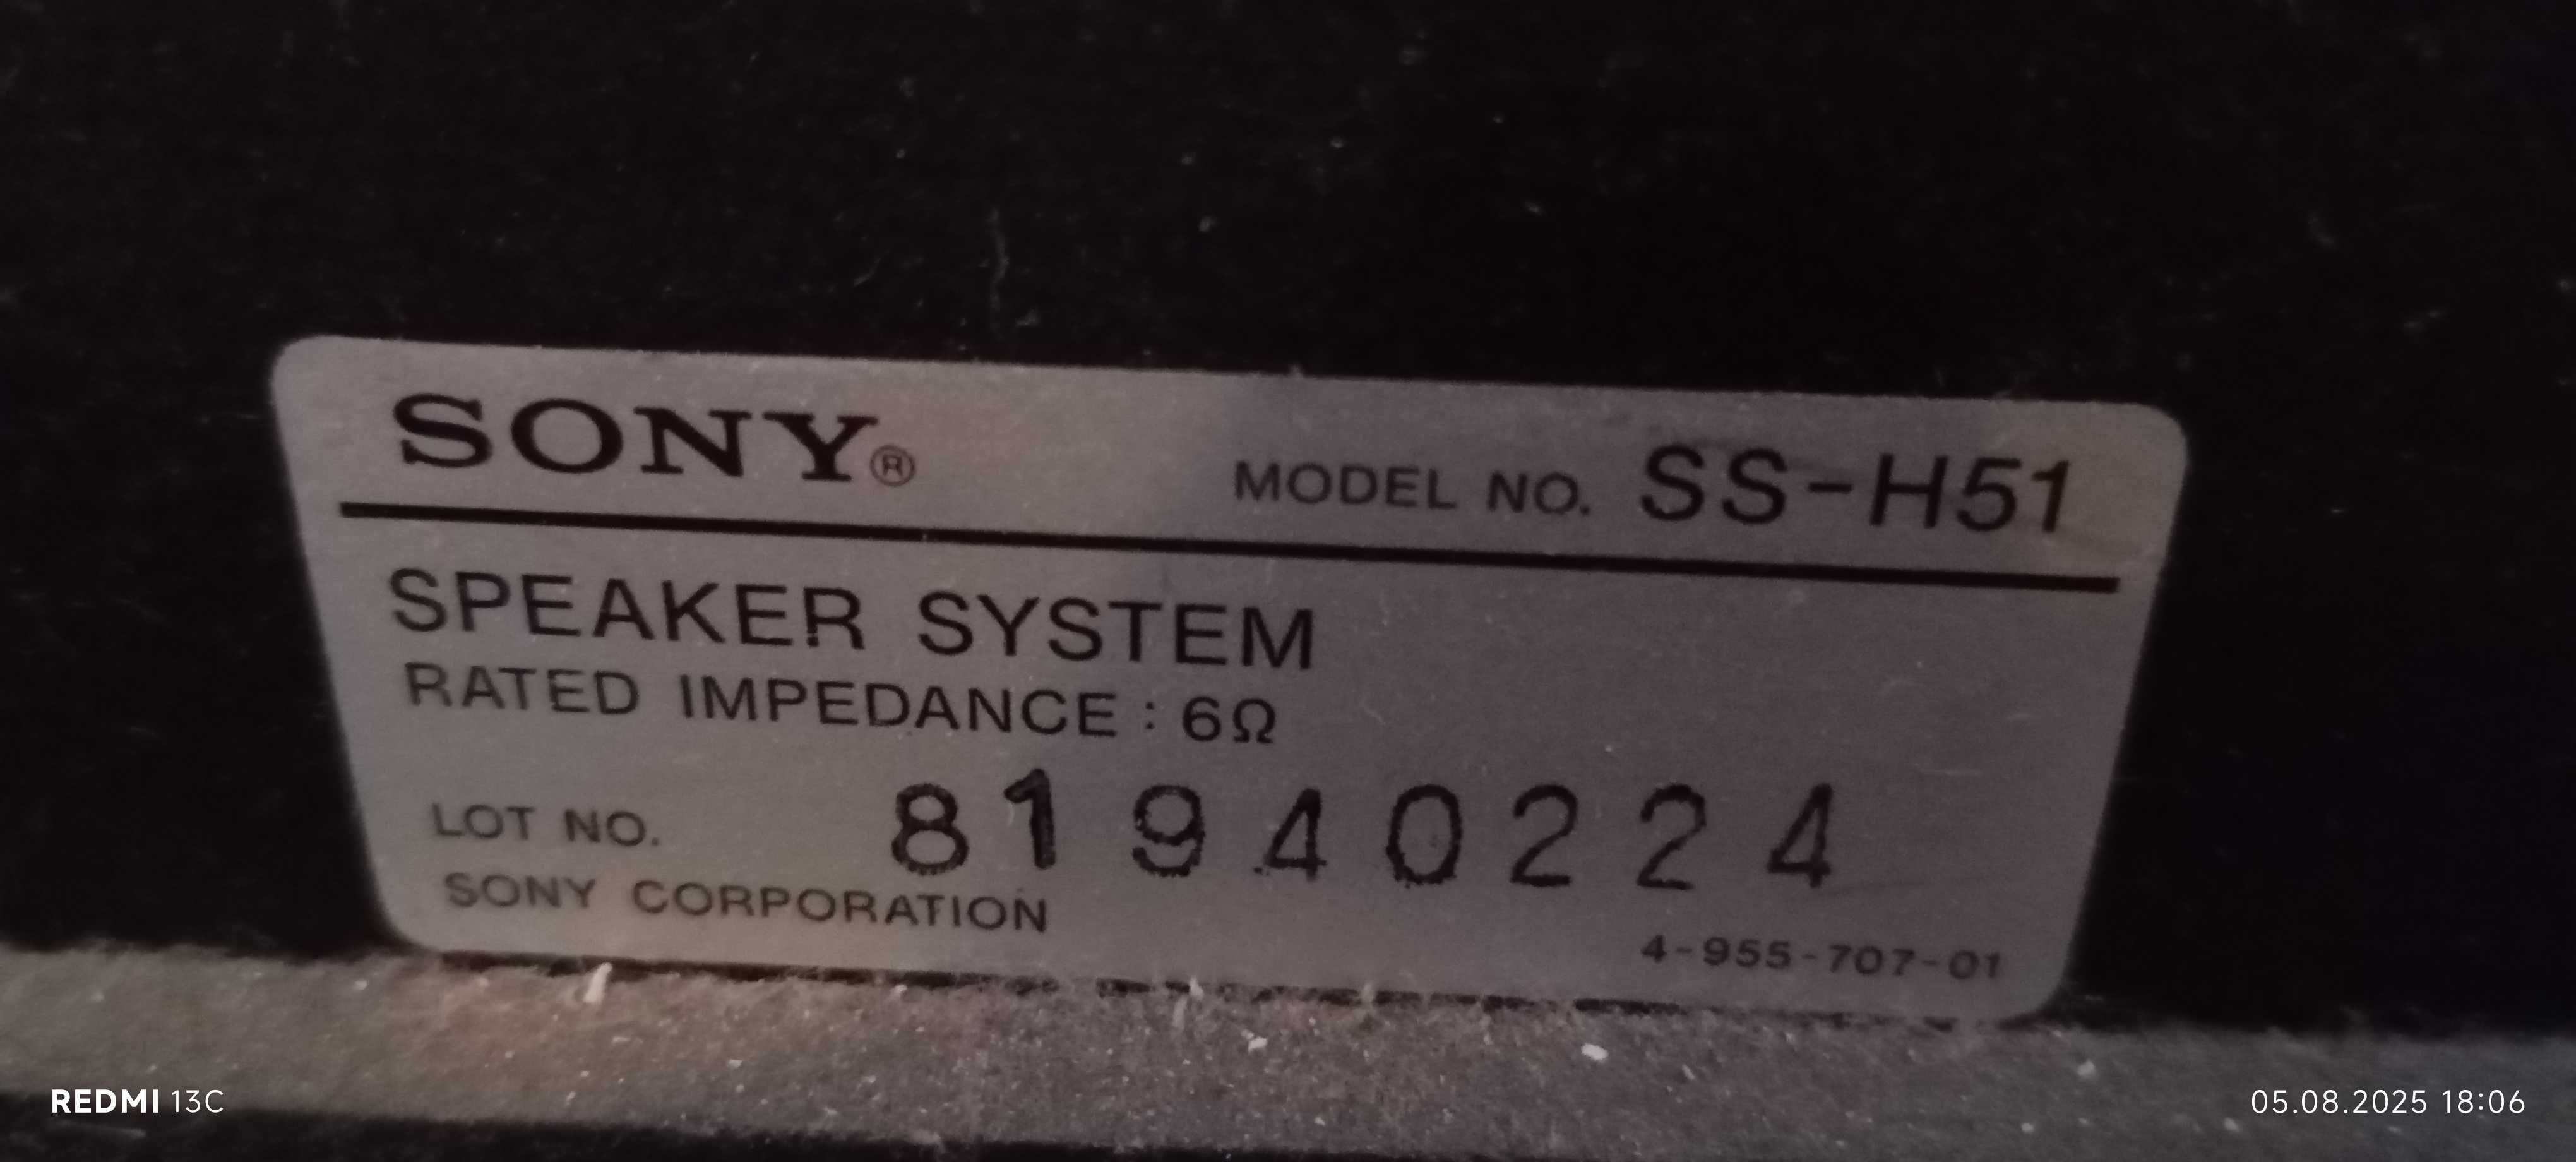 SONY®
MODEL NO. SS-H51
SPEAKER SYSTEM
RATED IMPEDANCE : 6Ω
LOT NO. 81940224
SONY CORPORATION
4-955-707-01
REDMI 13C
05.08.2025 18:06